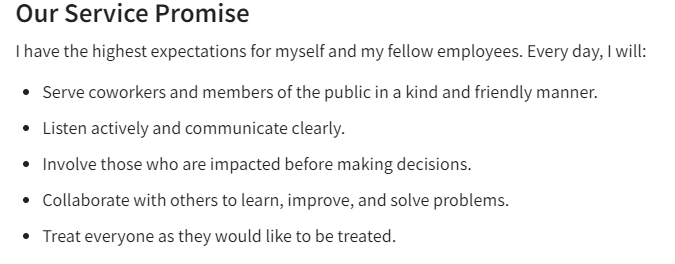 Our Service Promise
I have the highest expectations for myself and my fellow employees. Every day, I will:
• Serve coworkers and members of the public in a kind and friendly manner.
• Listen actively and communicate clearly.
• Involve those who are impacted before making decisions.
• Collaborate with others to learn, improve, and solve problems.
• Treat everyone as they would like to be treated.